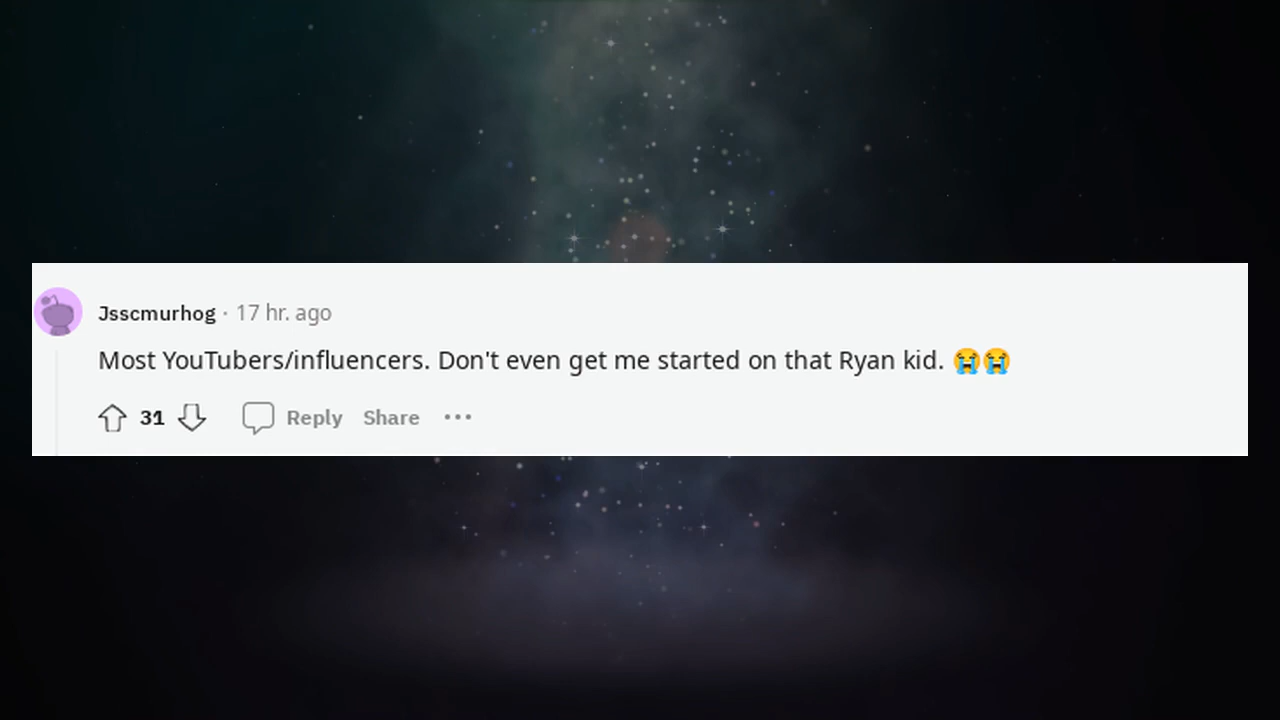 Jsscmurhog · 17 hr. ago
Most YouTubers/influencers. Don't even get me started on that Ryan kid. 😭😭
31 Reply Share ···